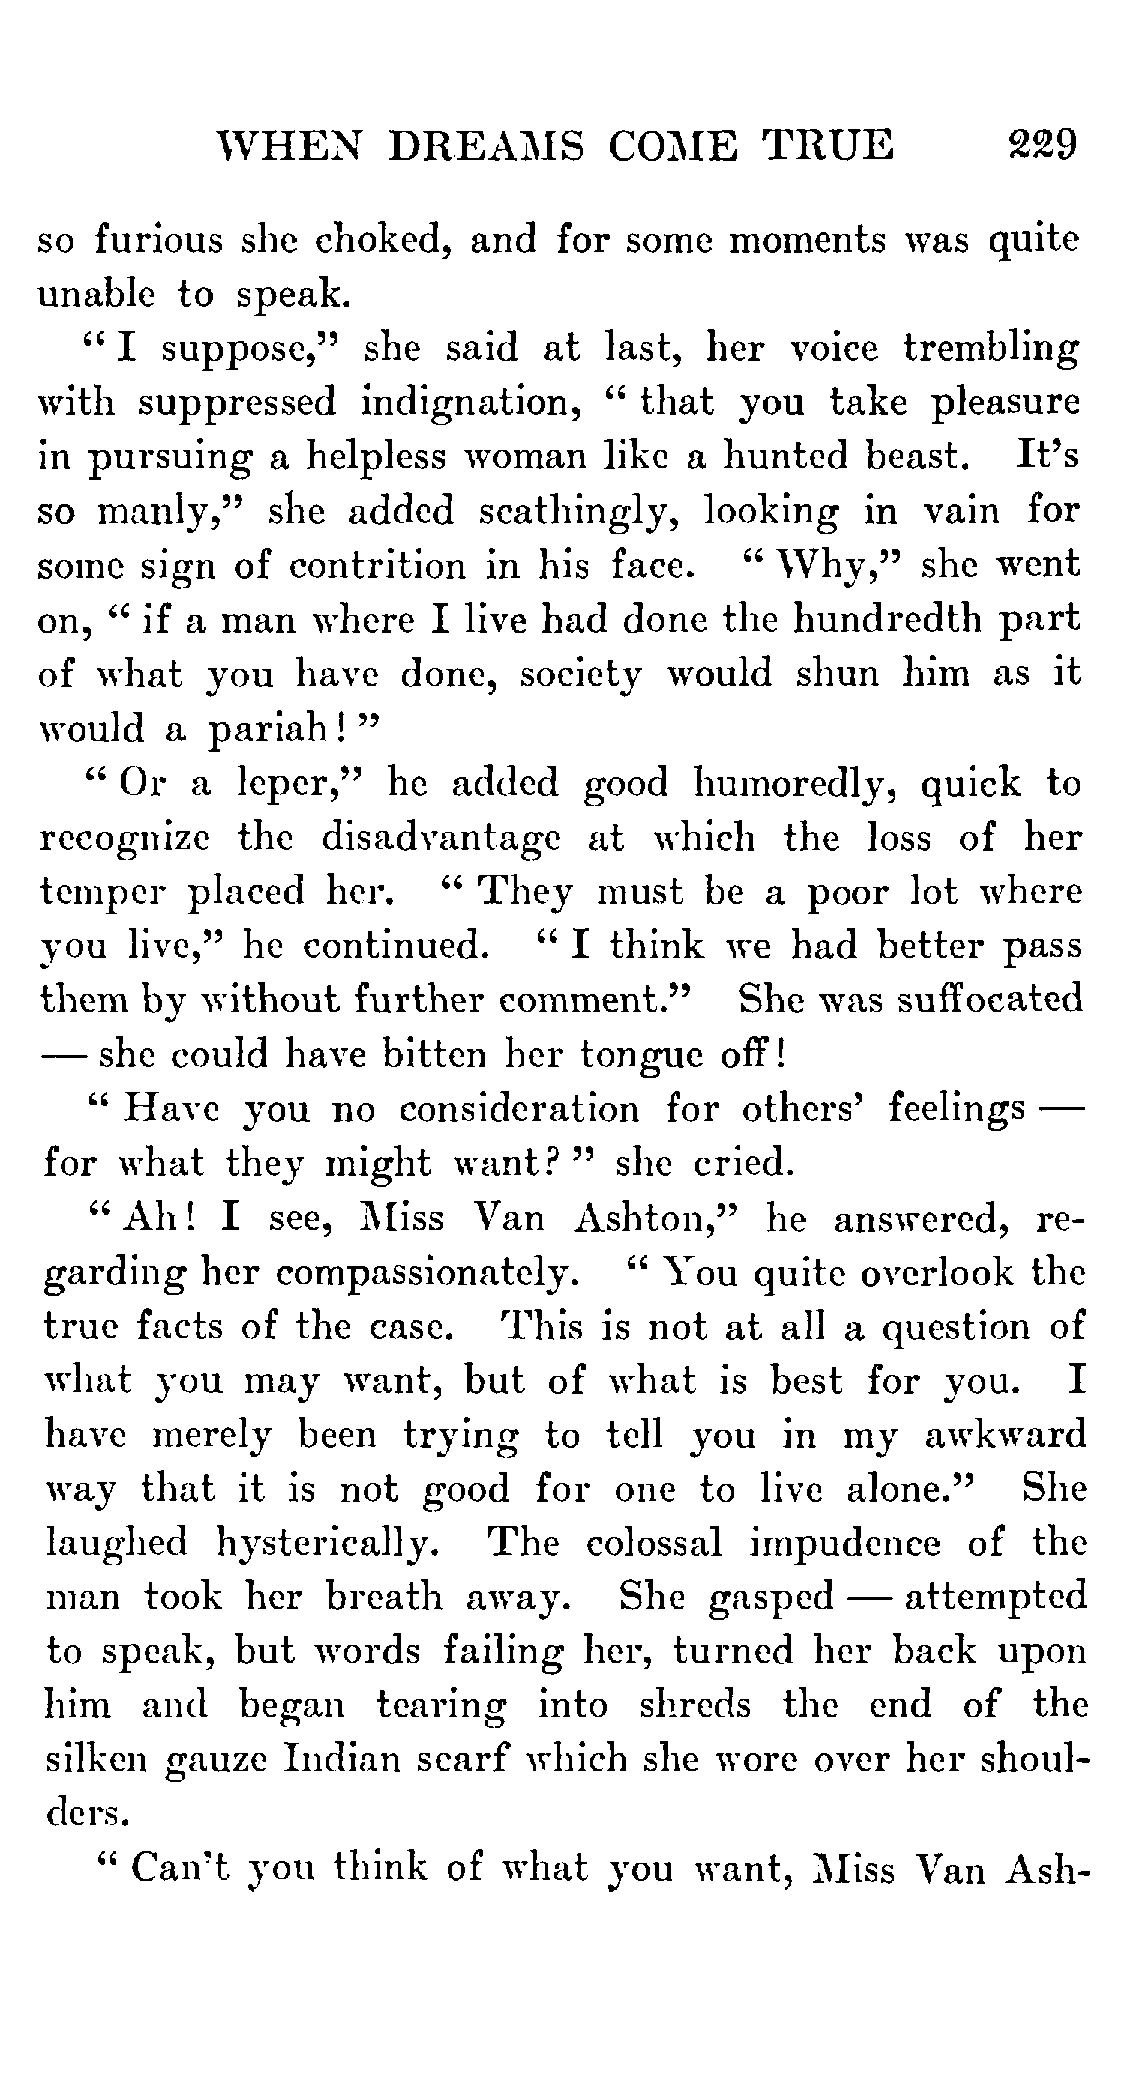 WHEN DREAMS COME TRUE 229
so furious she choked, and for some moments was quite
unable to speak.
“ I suppose,” she said at last, her voice trembling
with suppressed indignation, “ that you take pleasure
in pursuing a helpless woman like a hunted beast. It’s
so manly,” she added scathingly, looking in vain for
some sign of contrition in his face. “ Why,” she went
on, “ if a man where I live had done the hundredth part
of what you have done, society would shun him as it
would a pariah! ”
“ Or a leper,” he added good humoredly, quick to
recognize the disadvantage at which the loss of her
temper placed her. “ They must be a poor lot where
you live,” he continued. “ I think we had better pass
them by without further comment.” She was suffocated
— she could have bitten her tongue off!
“ Have you no consideration for others’ feelings —
for what they might want? ” she cried.
“ Ah! I see, Miss Van Ashton,” he answered, re-
garding her compassionately. “ You quite overlook the
true facts of the case. This is not at all a question of
what you may want, but of what is best for you. I
have merely been trying to tell you in my awkward
way that it is not good for one to live alone.” She
laughed hysterically. The colossal impudence of the
man took her breath away. She gasped — attempted
to speak, but words failing her, turned her back upon
him and began tearing into shreds the end of the
silken gauze Indian scarf which she wore over her shoul-
ders.
“ Can’t you think of what you want, Miss Van Ash-